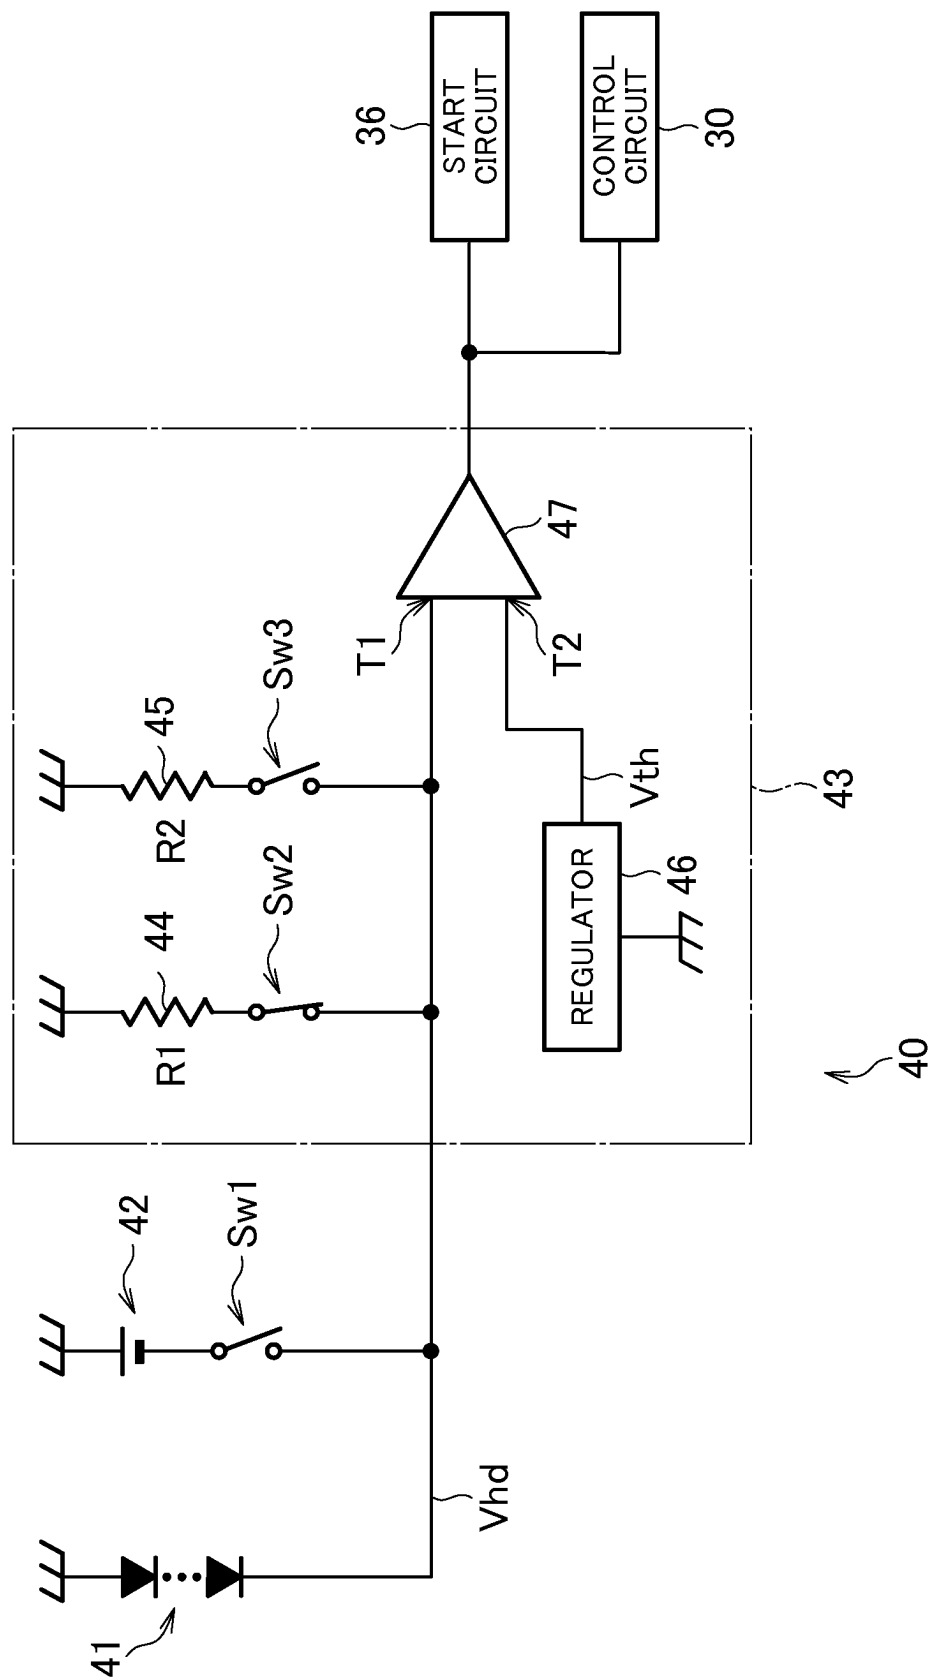 36
START
CIRCUIT
CONTROL
CIRCUIT
30
47
T1
T2
Sw3
45
R2
Sw2
44
R1
Vth
43
REGULATOR
46
40
42
Sw1
Vhd
41